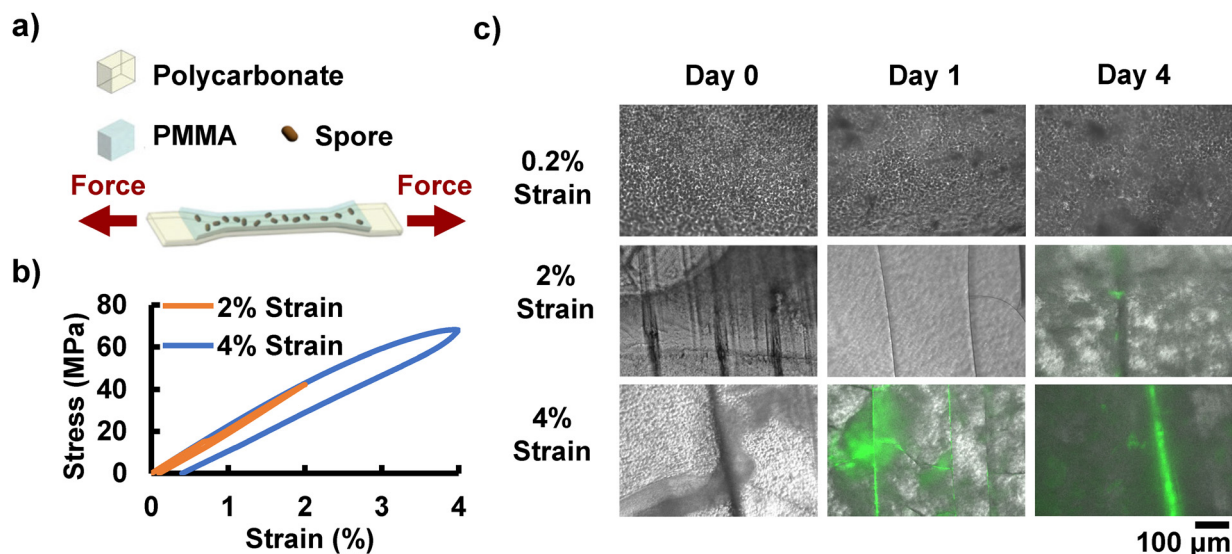 a)
Polycarbonate
PMMA
Spore
Force
Force
b)
80
60
40
20
0
Stress (MPa)
2% Strain
4% Strain
0
1
2
3
4
Strain (%)
c)
Day 0
Day 1
Day 4
0.2%
Strain
2%
Strain
4%
Strain
100 µm